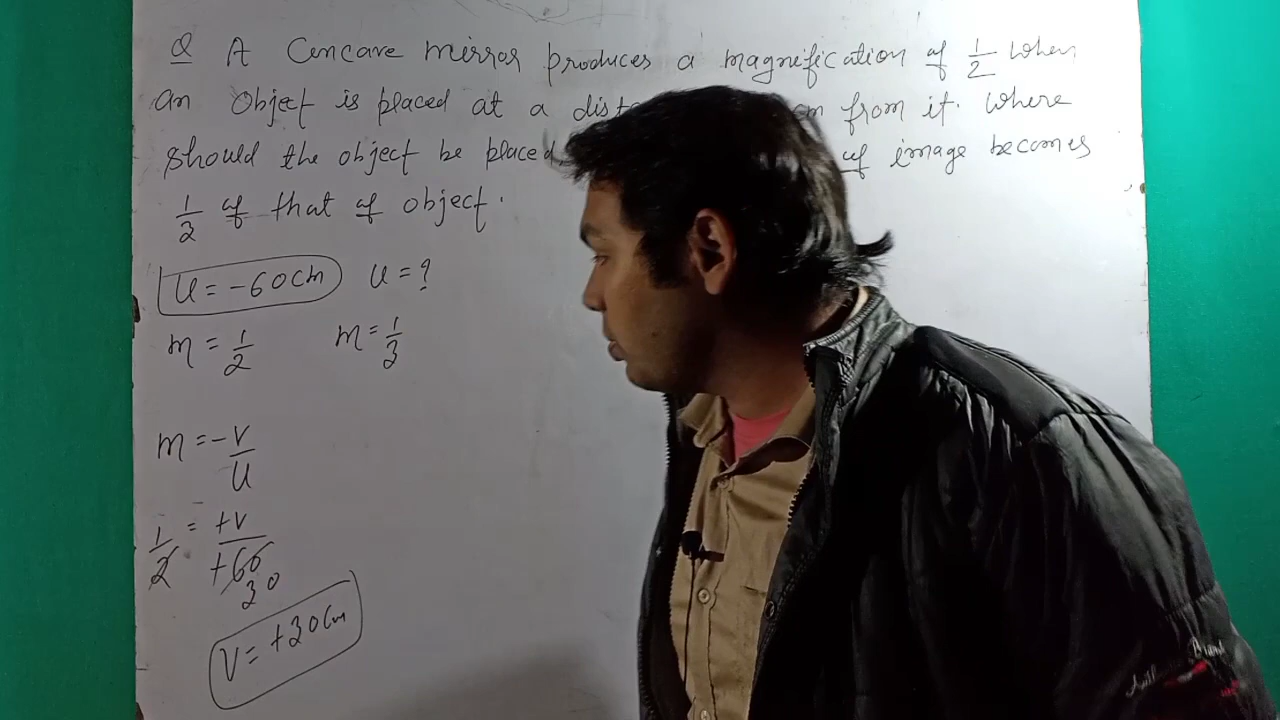 Q A Concave mirror produces a magnification of 1/2 when
an object is placed at a cm from it. Where
should the object be placed of image becomes
1/3 of that of object.
U = -60cm U = ?
m = 1/2 m = 1/3
m = -V/U
1/2 = +V/+60
30
V = +30cm